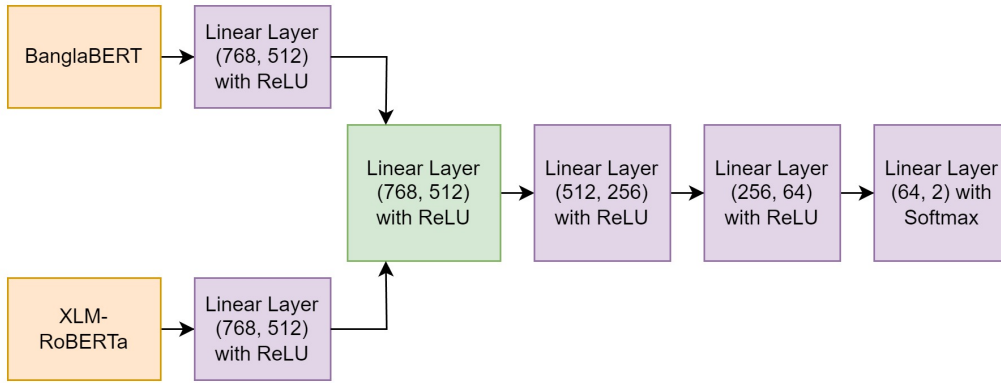 BanglaBERT
Linear Layer
(768, 512)
with ReLU
Linear Layer
(768, 512)
with ReLU
Linear Layer
(512, 256)
with ReLU
Linear Layer
(256, 64)
with ReLU
Linear Layer
(64, 2) with
Softmax
XLM-
RoBERTa
Linear Layer
(768, 512)
with ReLU